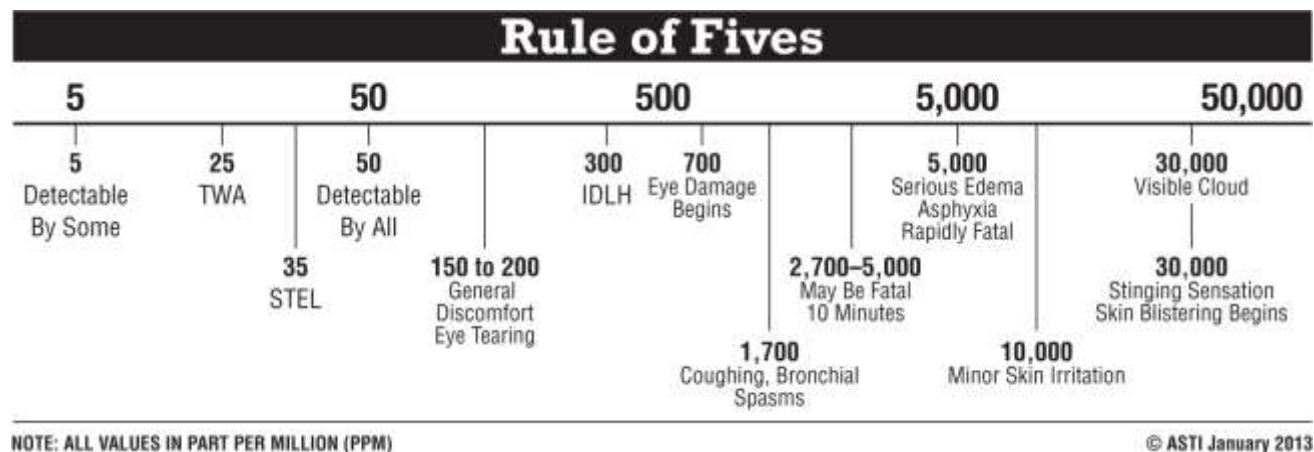 Rule of Fives
5 50 500 5,000 50,000
5
Detectable
By Some
25
TWA
35
STEL
50
Detectable
By All
150 to 200
General
Discomfort
Eye Tearing
300
IDLH
700
Eye Damage
Begins
1,700
Coughing, Bronchial
Spasms
2,700–5,000
May Be Fatal
10 Minutes
5,000
Serious Edema
Asphyxia
Rapidly Fatal
10,000
Minor Skin Irritation
30,000
Visible Cloud
30,000
Stinging Sensation
Skin Blistering Begins
NOTE: ALL VALUES IN PART PER MILLION (PPM)
© ASTI January 2013